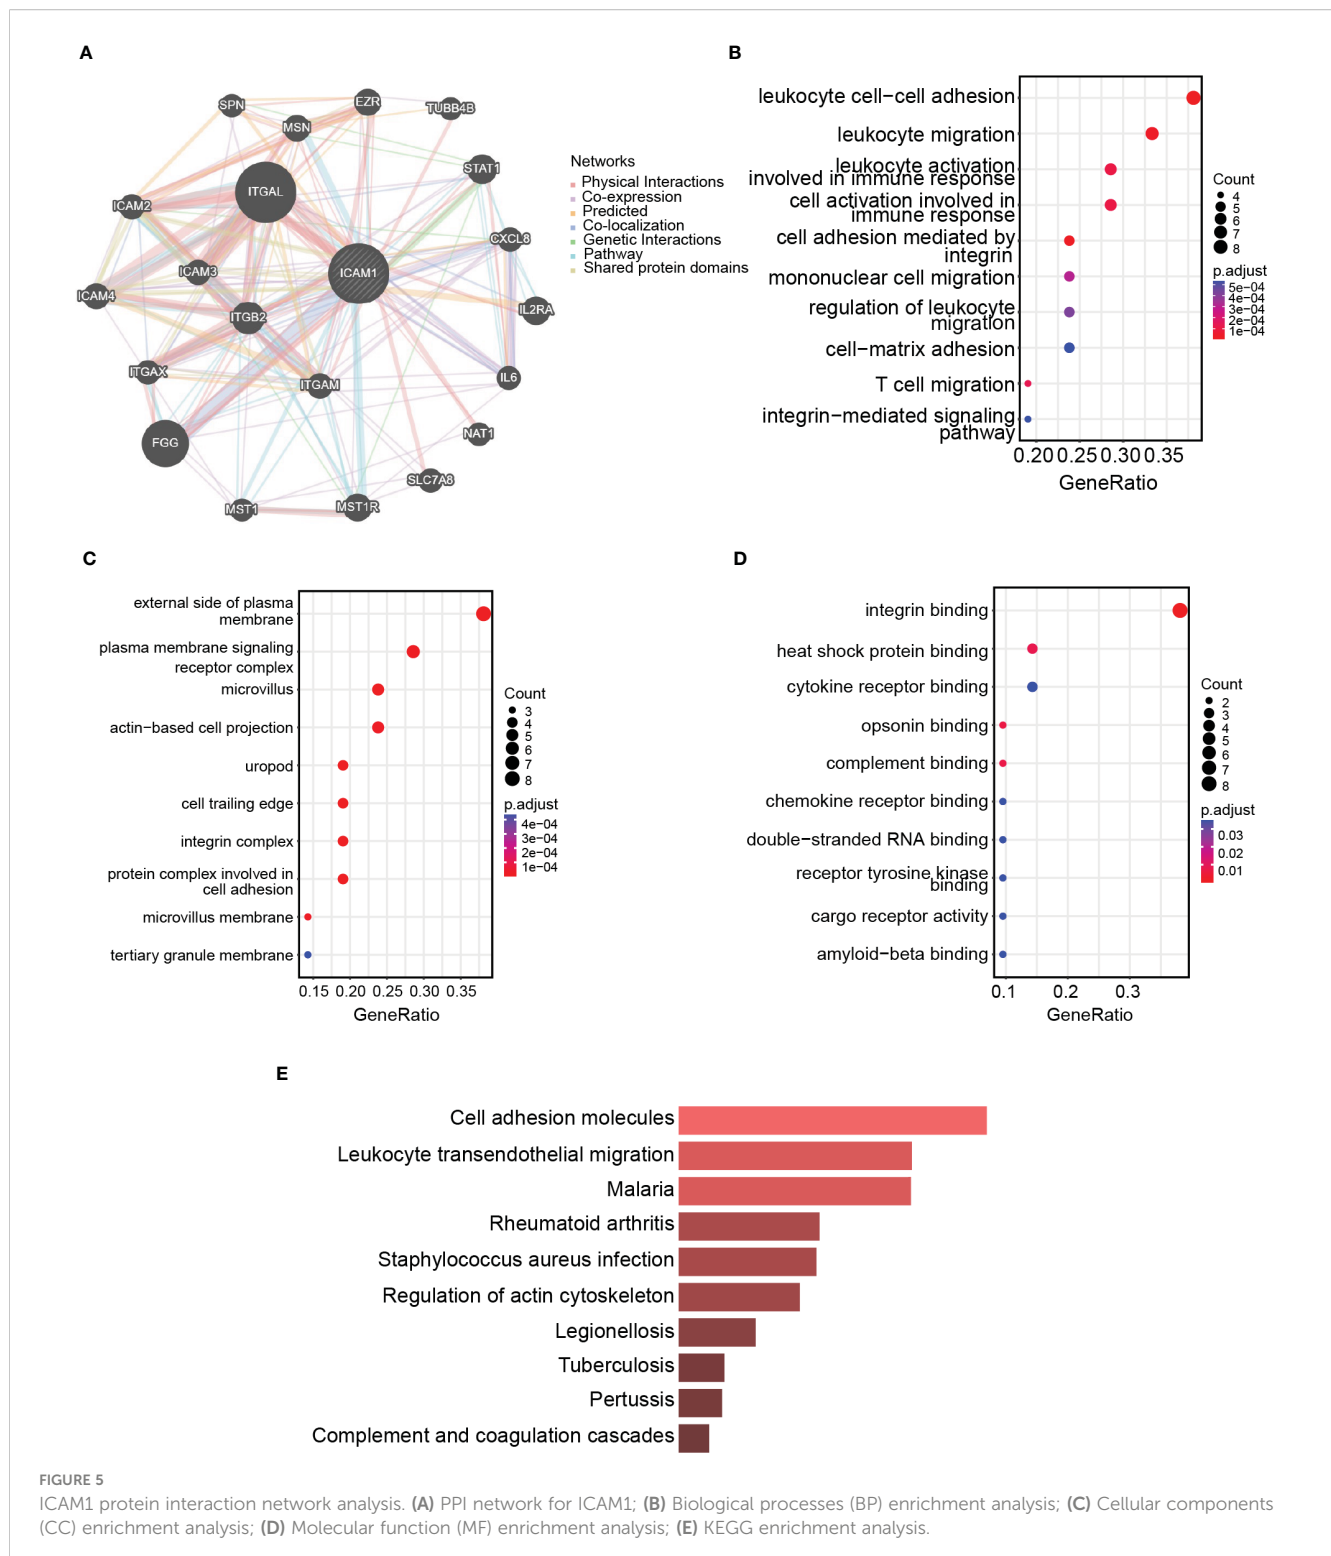 A
SPN
EZR
TUBB4B
MSN
STAT1
ITGAL
ICAM2
CXCL8
ICAM3
ICAM1
ICAM4
IL2RA
ITGB2
ITGAX
ITGAM
IL6
FGG
NAT1
SLC7A8
MST1
MST1R
Networks
Physical Interactions
Co-expression
Predicted
Co-localization
Genetic Interactions
Pathway
Shared protein domains
B
leukocyte cell−cell adhesion
leukocyte migration
leukocyte activation
involved in immune response
cell activation involved in
immune response
cell adhesion mediated by
integrin
mononuclear cell migration
regulation of leukocyte
migration
cell−matrix adhesion
T cell migration
integrin−mediated signaling
pathway
0.20 0.25 0.30 0.35
GeneRatio
Count
4
5
6
7
8
p.adjust
5e−04
4e−04
3e−04
2e−04
1e−04
C
external side of plasma
membrane
plasma membrane signaling
receptor complex
microvillus
actin−based cell projection
uropod
cell trailing edge
integrin complex
protein complex involved in
cell adhesion
microvillus membrane
tertiary granule membrane
0.15 0.20 0.25 0.30 0.35
GeneRatio
Count
3
4
5
6
7
8
p.adjust
4e−04
3e−04
2e−04
1e−04
D
integrin binding
heat shock protein binding
cytokine receptor binding
opsonin binding
complement binding
chemokine receptor binding
double−stranded RNA binding
receptor tyrosine kinase
binding
cargo receptor activity
amyloid−beta binding
0.1 0.2 0.3
GeneRatio
Count
2
3
4
5
6
7
8
p.adjust
0.03
0.02
0.01
E
Cell adhesion molecules
Leukocyte transendothelial migration
Malaria
Rheumatoid arthritis
Staphylococcus aureus infection
Regulation of actin cytoskeleton
Legionellosis
Tuberculosis
Pertussis
Complement and coagulation cascades
FIGURE 5
ICAM1 protein interaction network analysis. (A) PPI network for ICAM1; (B) Biological processes (BP) enrichment analysis; (C) Cellular components
(CC) enrichment analysis; (D) Molecular function (MF) enrichment analysis; (E) KEGG enrichment analysis.